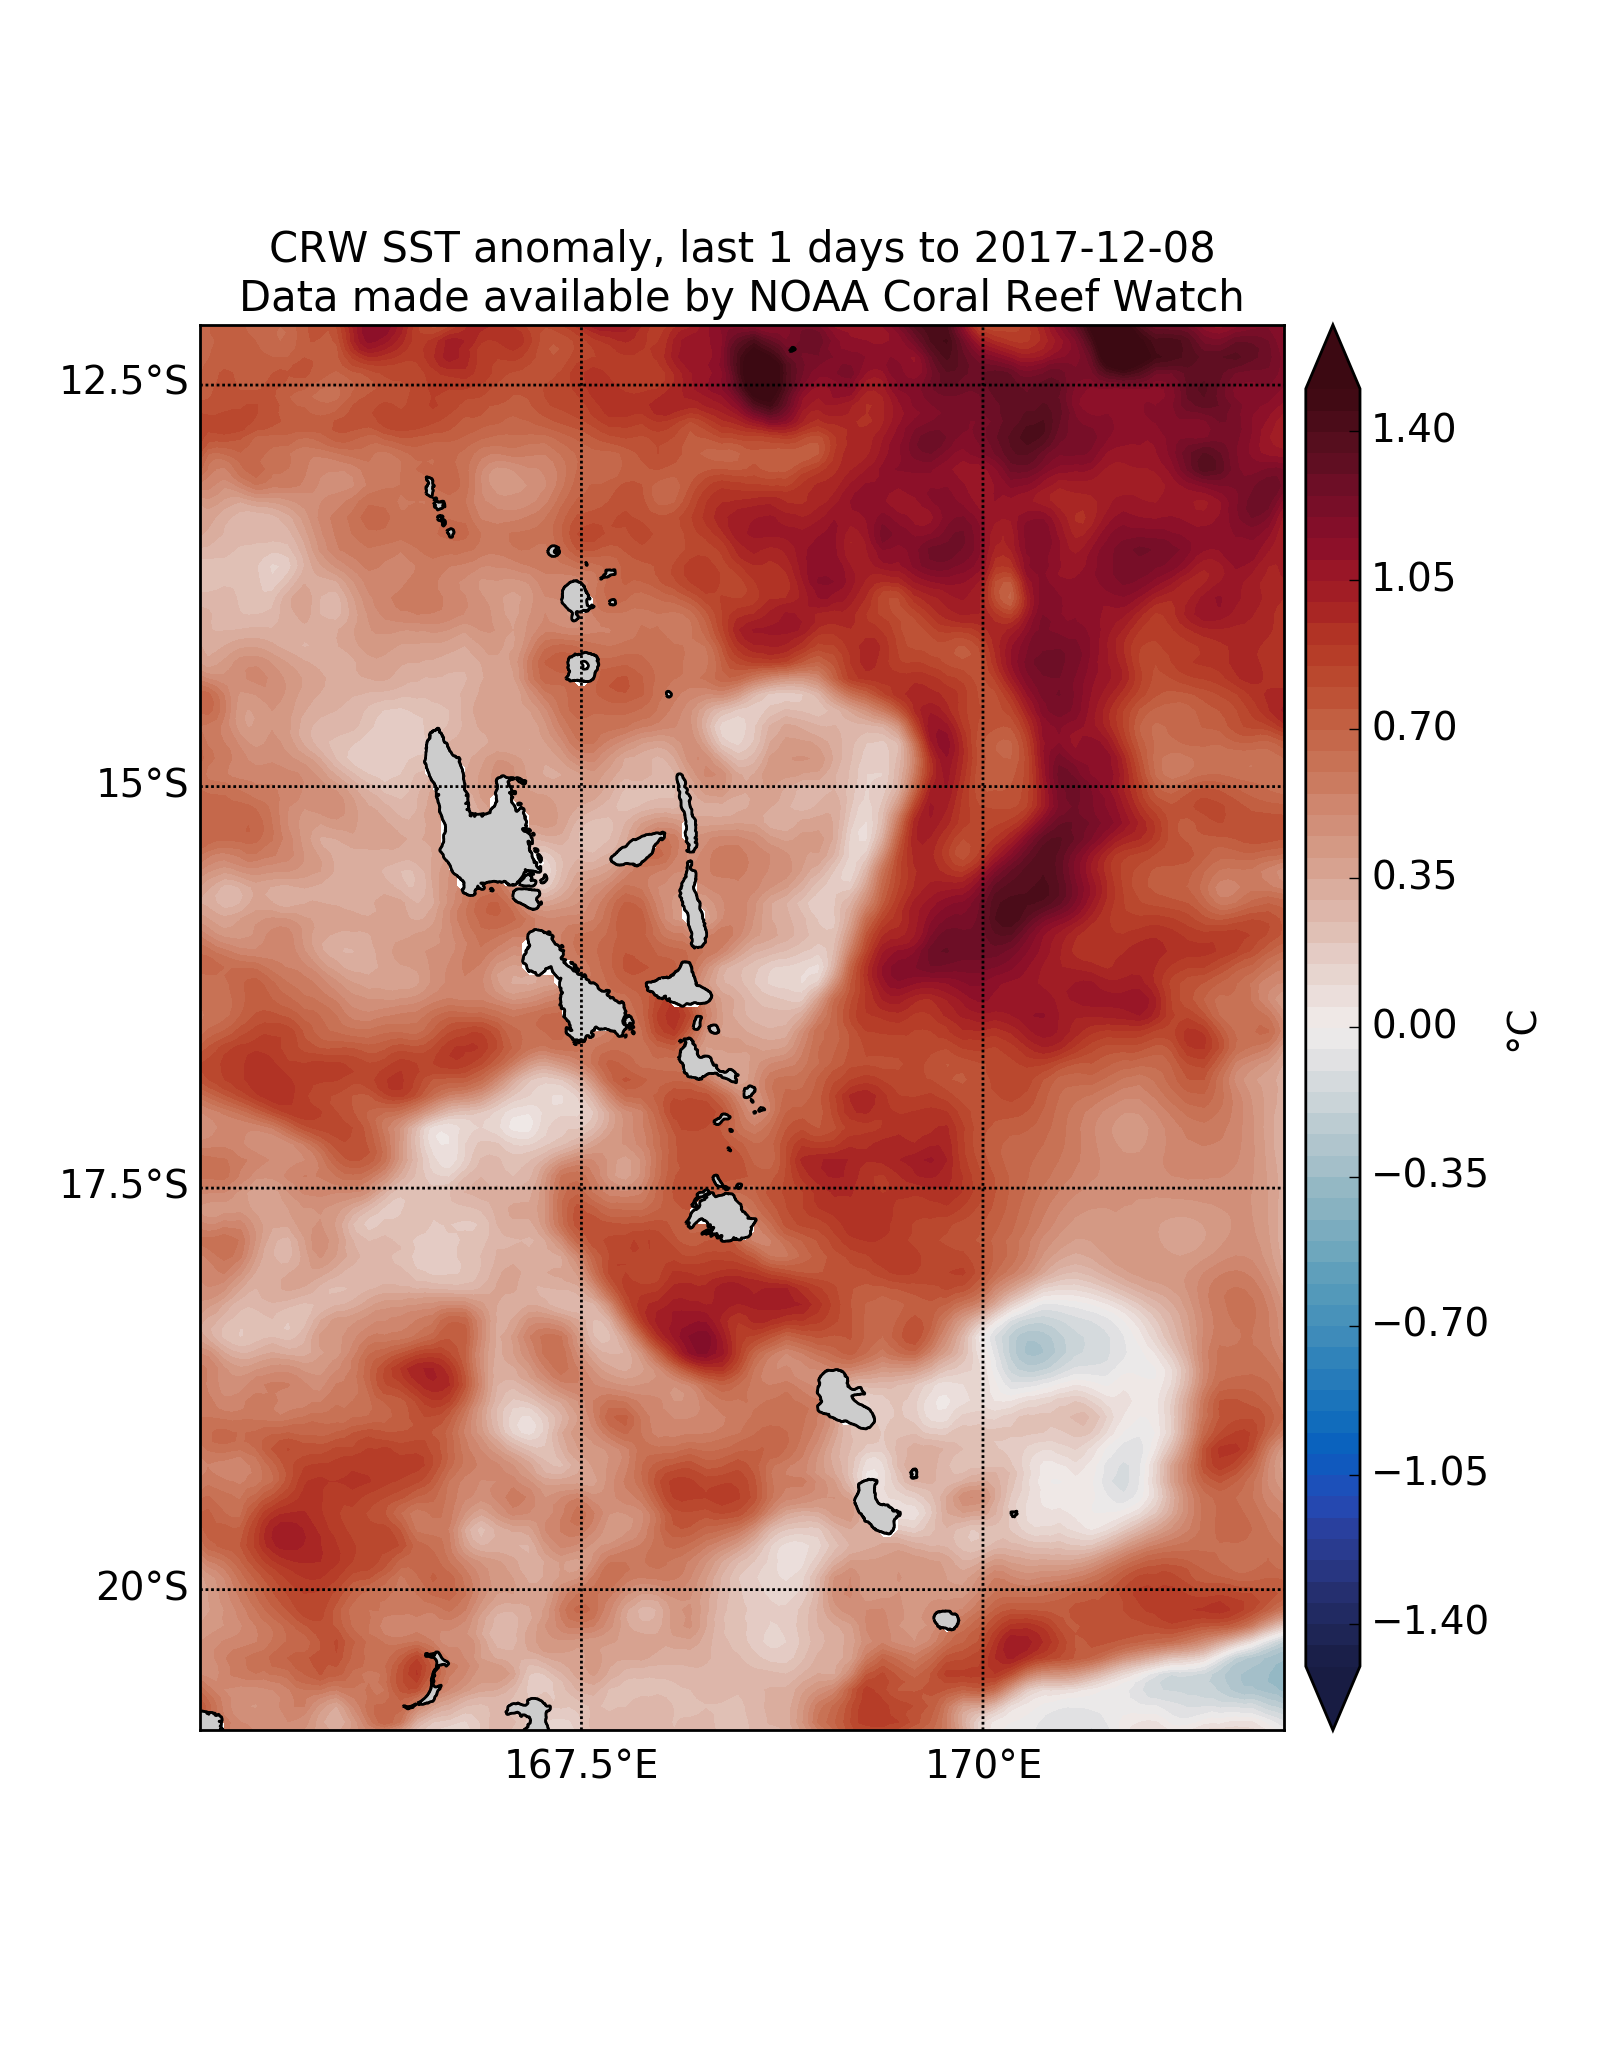 CRW SST anomaly, last 1 days to 2017-12-08
Data made available by NOAA Coral Reef Watch
12.5°S
15°S
17.5°S
20°S
167.5°E
170°E
1.40
1.05
0.70
0.35
0.00
−0.35
−0.70
−1.05
−1.40
°C